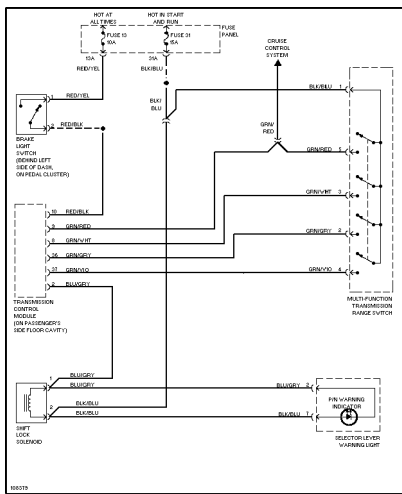 HOT AT
ALL TIMES
HOT IN START
AND RUN
FUSE
PANEL
FUSE 13
10A
FUSE 31
15A
13A
31A
RED/YEL
BLK/BLU
CRUISE
CONTROL
SYSTEM
1 RED/YEL
BLK/
BLU
BLK/BLU 1
2 RED/BLK
GRN/
RED
BRAKE
LIGHT
SWITCH
(BEHIND LEFT
SIDE OF DASH,
ON PEDAL CLUSTER)
GRN/RED 5
GRN/WHT 3
10 RED/BLK
9 GRN/RED
8 GRN/WHT
GRN/GRY 2
36 GRN/GRY
37 GRN/VIO
GRN/VIO 4
2 BLU/GRY
TRANSMISSION
CONTROL
MODULE
(ON PASSENGER'S
SIDE FLOOR CAVITY)
MULTI-FUNCTION
TRANSMISSION
RANGE SWITCH
1 BLU/GRY
BLU/GRY
BLU/GRY 2
P/N WARNING
INDICATOR
2 BLK/BLU
BLK/BLU
BLK/BLU 7
SHIFT
LOCK
SOLENOID
SELECTOR LEVER
WARNING LIGHT
108379